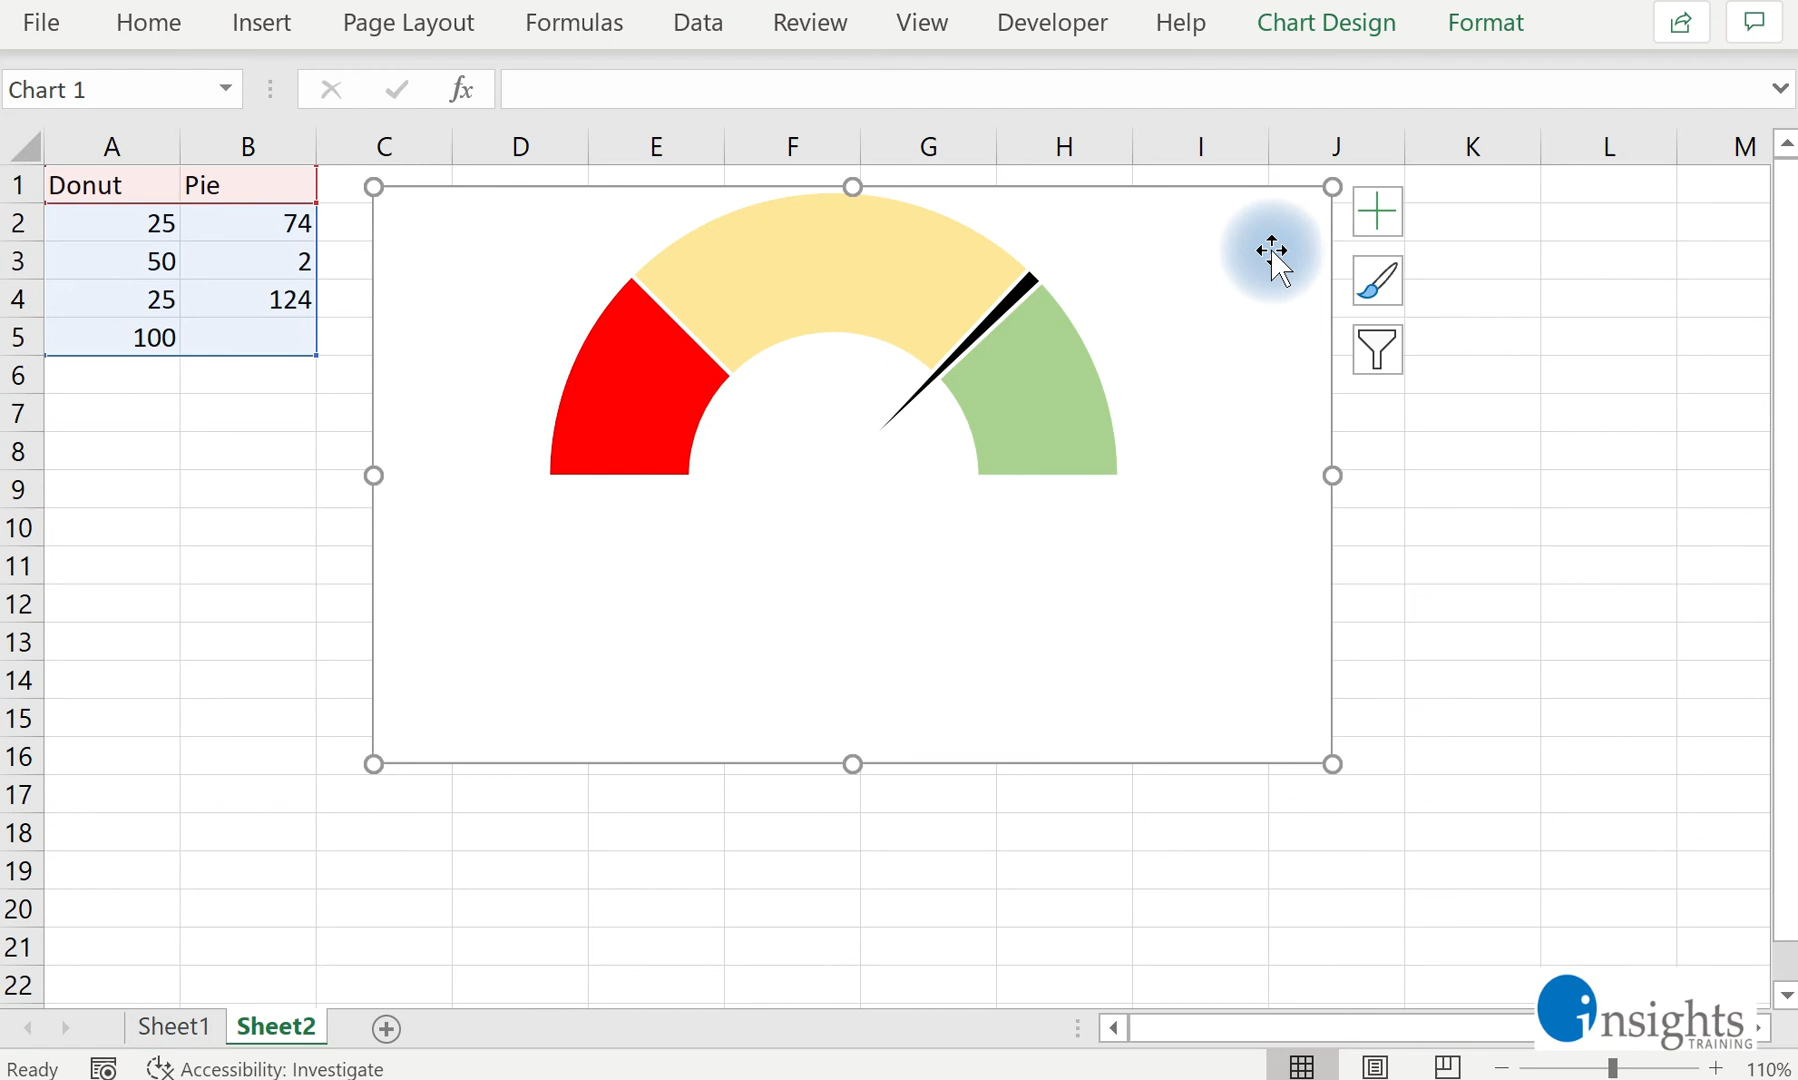 File Home Insert Page Layout Formulas Data Review View Developer Help Chart Design Format
Chart 1 fx
A B C D E F G H I J K L M
1 Donut Pie
2 25 74
3 50 2
4 25 124
5 100
6
7
8
9
10
11
12
13
14
15
16
17
18
19
20
21
22
insights
TRAINING
Sheet1 Sheet2
Ready Accessibility: Investigate 110%